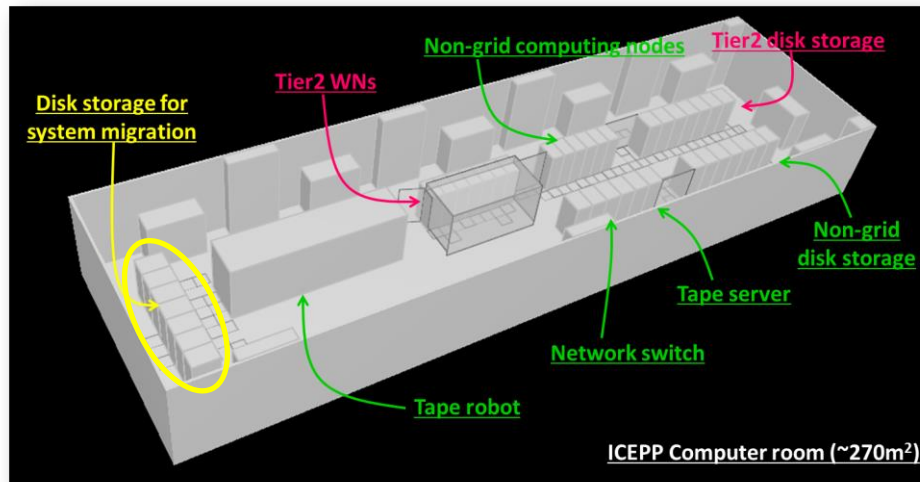 Non-grid computing nodes
Tier2 disk storage
Tier2 WNs
Disk storage for
system migration
Non-grid
disk storage
Tape server
Network switch
Tape robot
ICEPP Computer room (~270m²)